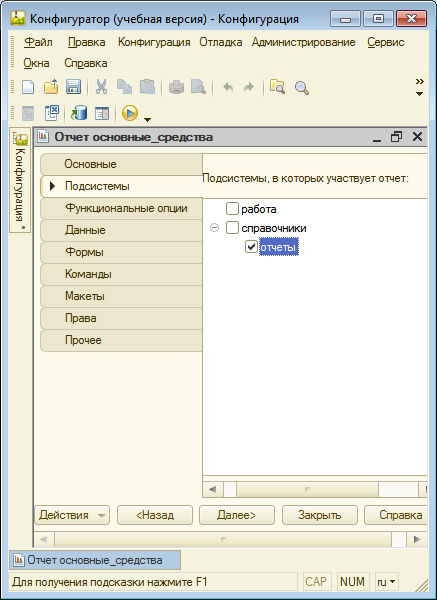 Конфигуратор (учебная версия) - Конфигурация
Файл Правка Конфигурация Отладка Администрирование Сервис
Окна Справка
Конфигурация
Отчет основные_средства
Основные
Подсистемы
Функциональные опции
Данные
Формы
Команды
Макеты
Права
Прочее
Подсистемы, в которых участвует отчет:
работа
справочники
отчеты
Действия <Назад Далее> Закрыть Справка
Отчет основные_средства
Для получения подсказки нажмите F1 CAP NUM ru